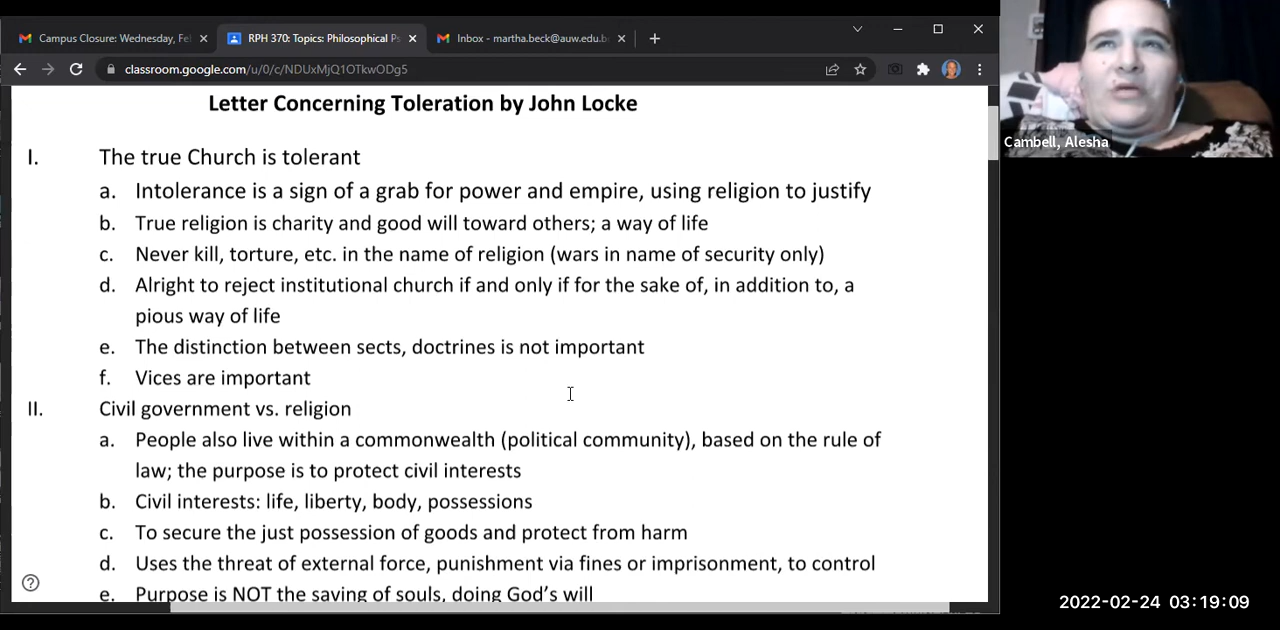 Campus Closure: Wednesday, Fe
RPH 370: Topics: Philosophical Ps
Inbox - martha.beck@auw.edu.b
classroom.google.com/u/0/c/NDUxMjQ1OTkwODg5
Letter Concerning Toleration by John Locke
I. The true Church is tolerant
a. Intolerance is a sign of a grab for power and empire, using religion to justify
b. True religion is charity and good will toward others; a way of life
c. Never kill, torture, etc. in the name of religion (wars in name of security only)
d. Alright to reject institutional church if and only if for the sake of, in addition to, a
pious way of life
e. The distinction between sects, doctrines is not important
f. Vices are important
II. Civil government vs. religion
a. People also live within a commonwealth (political community), based on the rule of
law; the purpose is to protect civil interests
b. Civil interests: life, liberty, body, possessions
c. To secure the just possession of goods and protect from harm
d. Uses the threat of external force, punishment via fines or imprisonment, to control
e. Purpose is NOT the saving of souls, doing God's will
Cambell, Alesha
2022-02-24 03:19:09